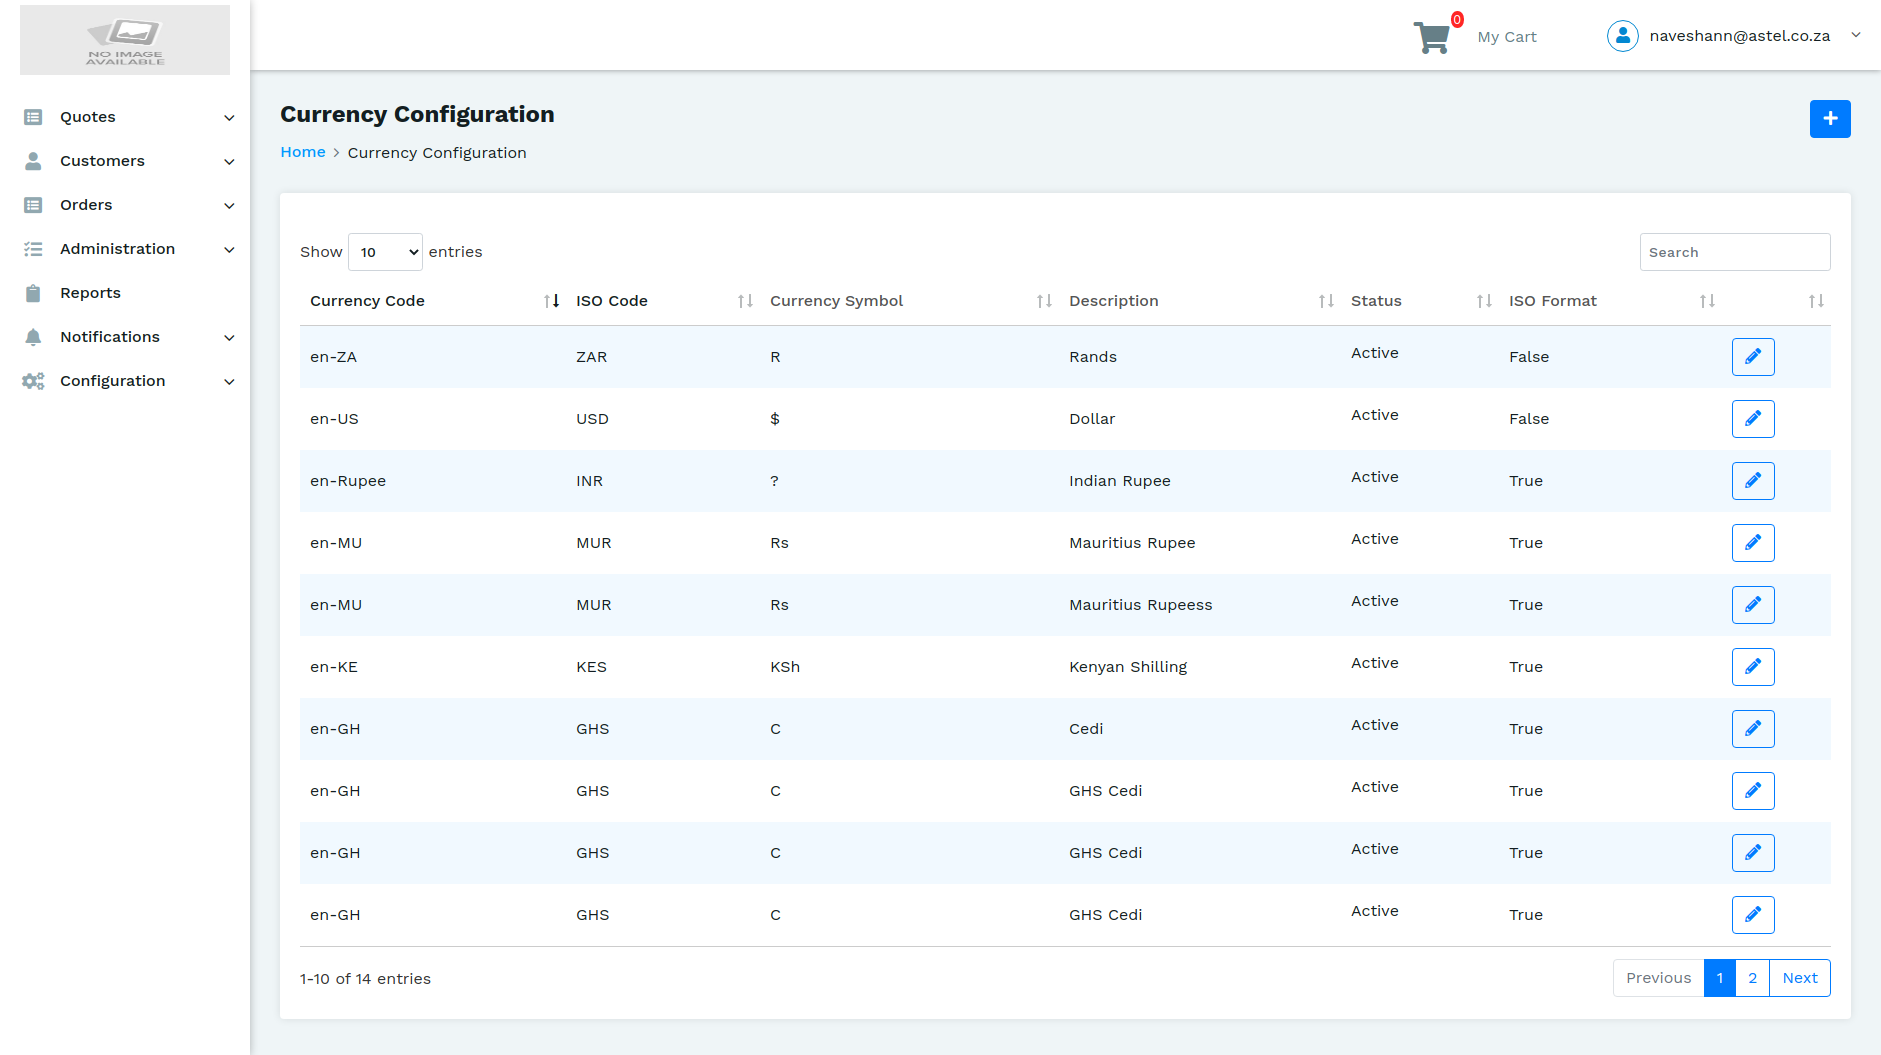 NO IMAGE
AVAILABLE
0
My Cart
naveshann@astel.co.za
Quotes
Customers
Orders
Administration
Reports
Notifications
Configuration
Currency Configuration
Home > Currency Configuration
Show 10 entries
Search
Currency Code ISO Code Currency Symbol Description Status ISO Format
en-ZA ZAR R Rands Active False
en-US USD $ Dollar Active False
en-Rupee INR ? Indian Rupee Active True
en-MU MUR Rs Mauritius Rupee Active True
en-MU MUR Rs Mauritius Rupeess Active True
en-KE KES KSh Kenyan Shilling Active True
en-GH GHS C Cedi Active True
en-GH GHS C GHS Cedi Active True
en-GH GHS C GHS Cedi Active True
en-GH GHS C GHS Cedi Active True
1-10 of 14 entries
Previous 1 2 Next